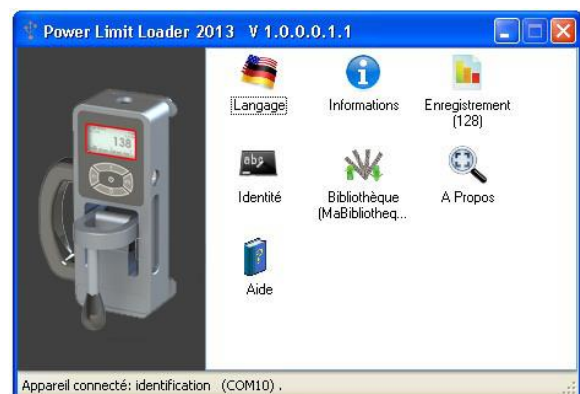 Power Limit Loader 2013   V 1.0.0.0.1.1
Langage
Informations
Enregistrement
(128)
abc
Identité
Bibliothèque
(MaBibliotheq...
A Propos
?
Aide
138
Appareil connecté: identification   (COM10) .